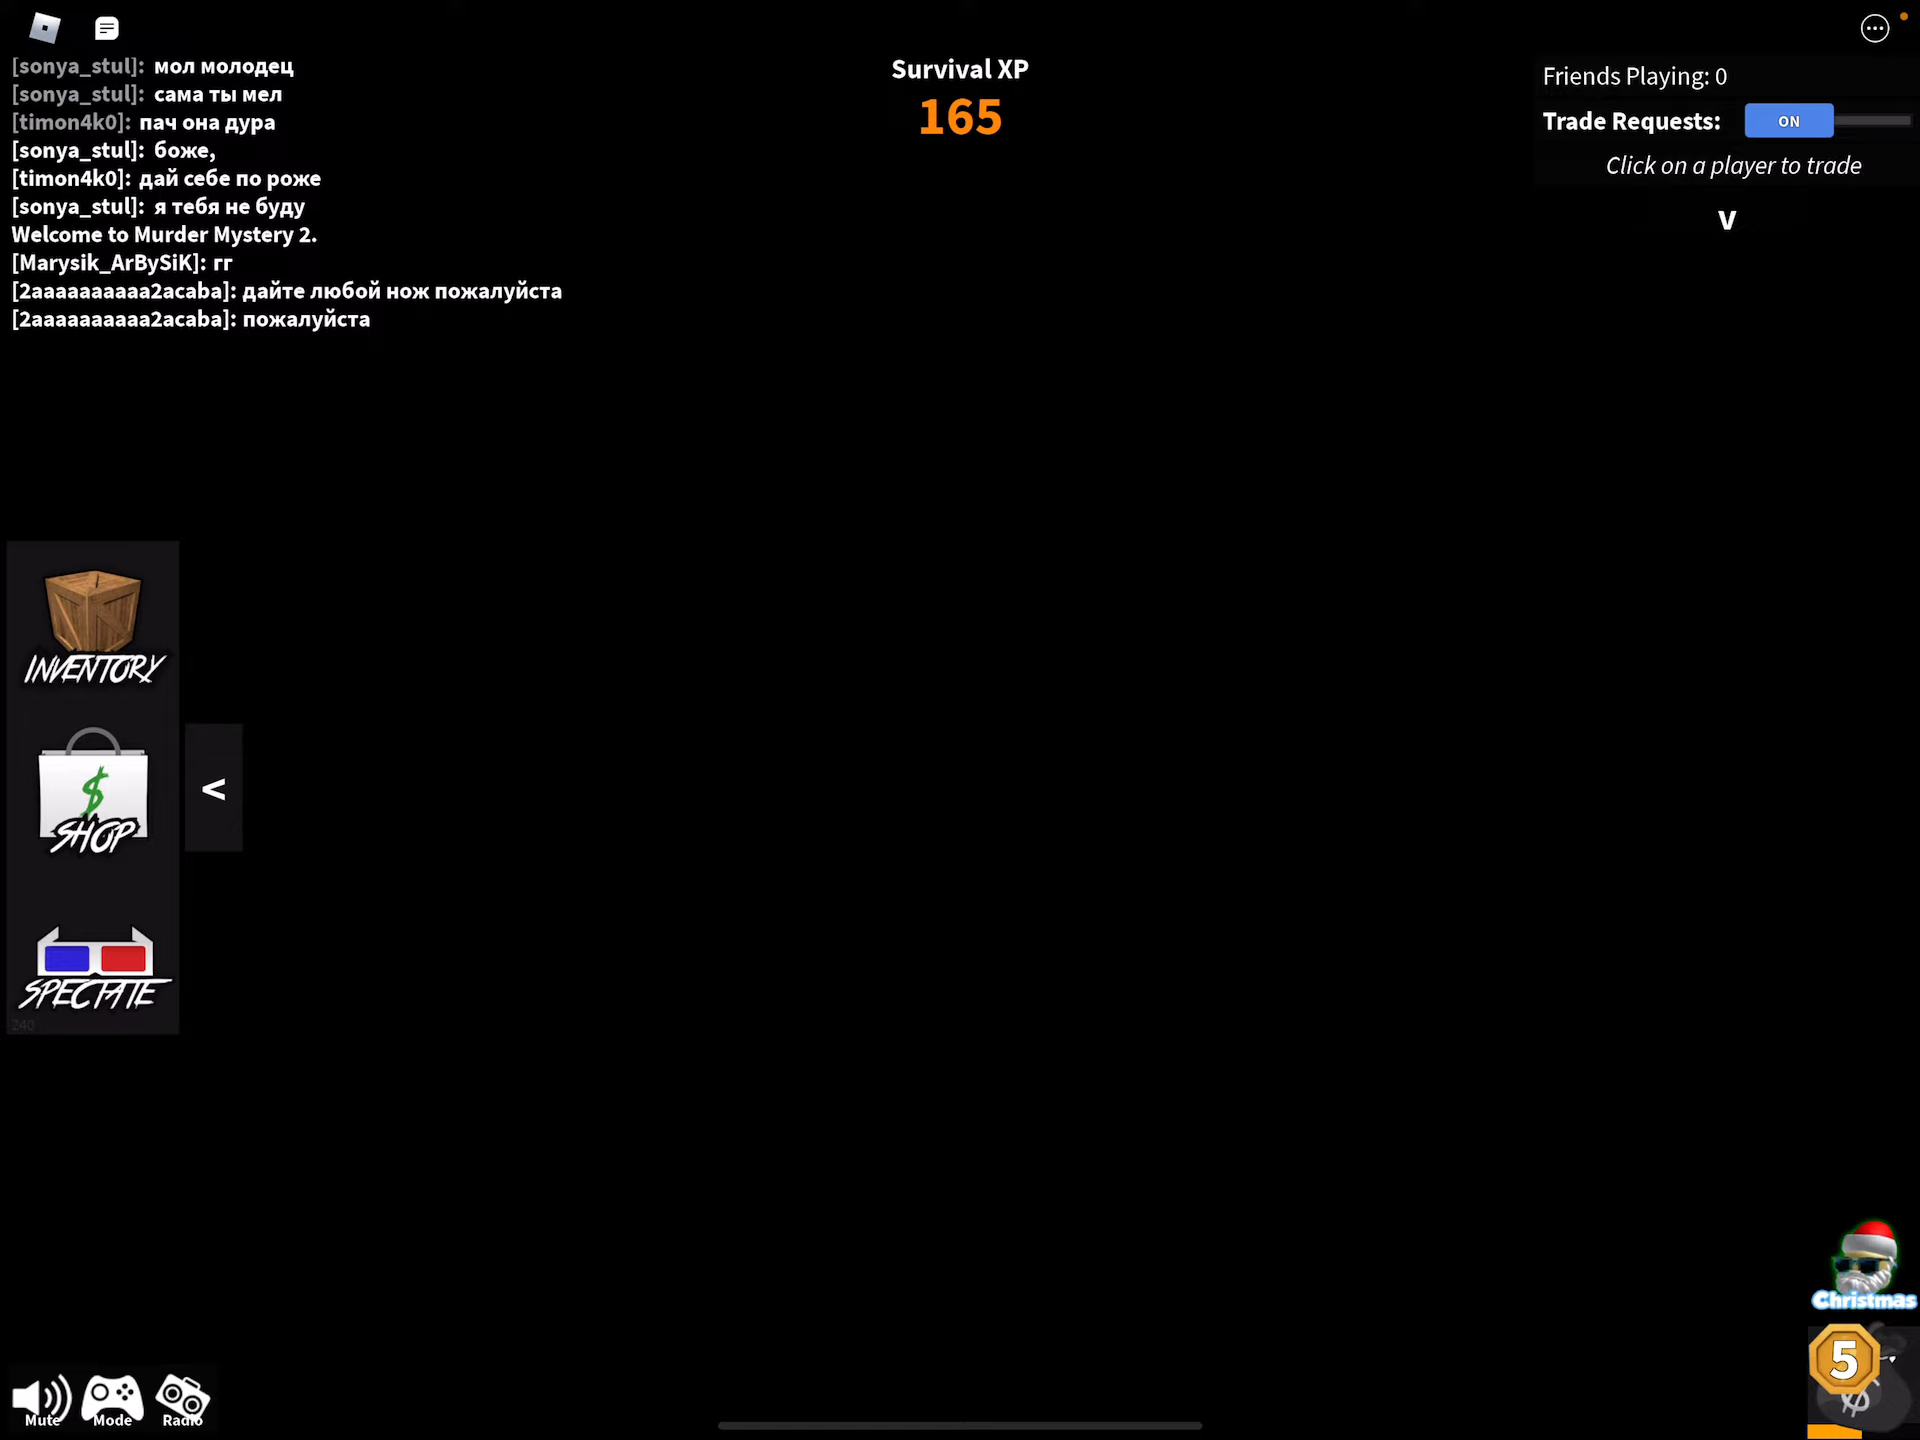 [sonya_stul]: мол молодец
[sonya_stul]: сама ты мел
[timon4k0]: пач она дура
[sonya_stul]: боже,
[timon4k0]: дай себе по роже
[sonya_stul]: я тебя не буду
Welcome to Murder Mystery 2.
[Marysik_ArBySiK]: гг
[2aaaaaaaaaa2acaba]: дайте любой нож пожалуйста
[2aaaaaaaaaa2acaba]: пожалуйста
Survival XP
165
Friends Playing: 0
Trade Requests: ON
Click on a player to trade
V
INVENTORY
$
SHOP
<
SPECTATE
240
Christmas
5
$
Mute
Mode
Radio